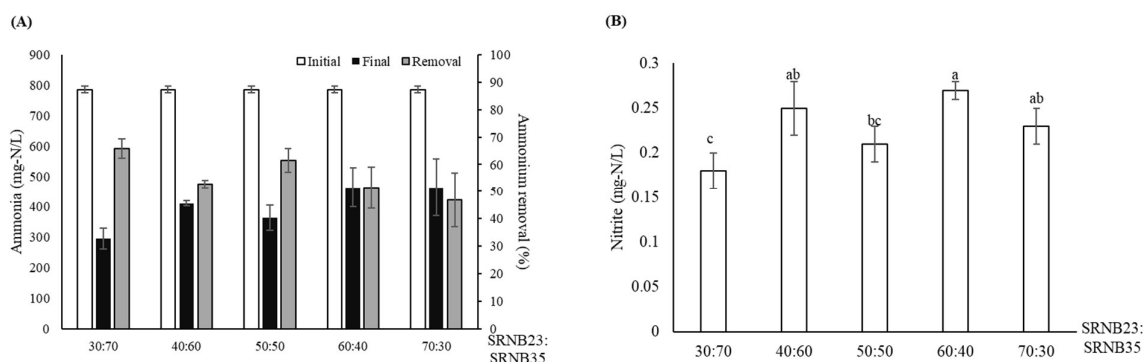 (A)
900
800
700
600
500
400
300
200
100
0
Ammonia (mg-N/L)
Initial Final Removal
100
90
80
70
60
50
40
30
20
10
0
Ammonium removal (%)
30:70 40:60 50:50 60:40 70:30
SRNB23:
SRNB35
(B)
0.3
0.25
0.2
0.15
0.1
0.05
0
Nitrite (mg-N/L)
c ab bc a ab
30:70 40:60 50:50 60:40 70:30
SRNB23:
SRNB35